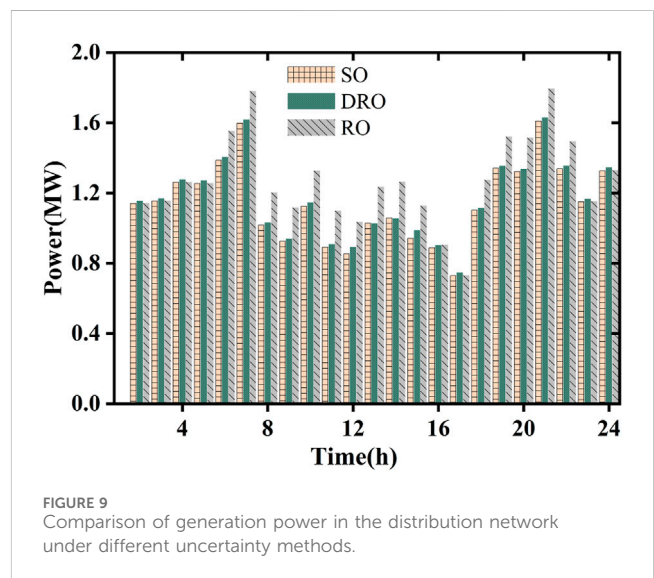 2.0
1.6
1.2
0.8
0.4
0.0
Power(MW)
SO
DRO
RO
4 8 12 16 20 24
Time(h)
FIGURE 9
Comparison of generation power in the distribution network
under different uncertainty methods.